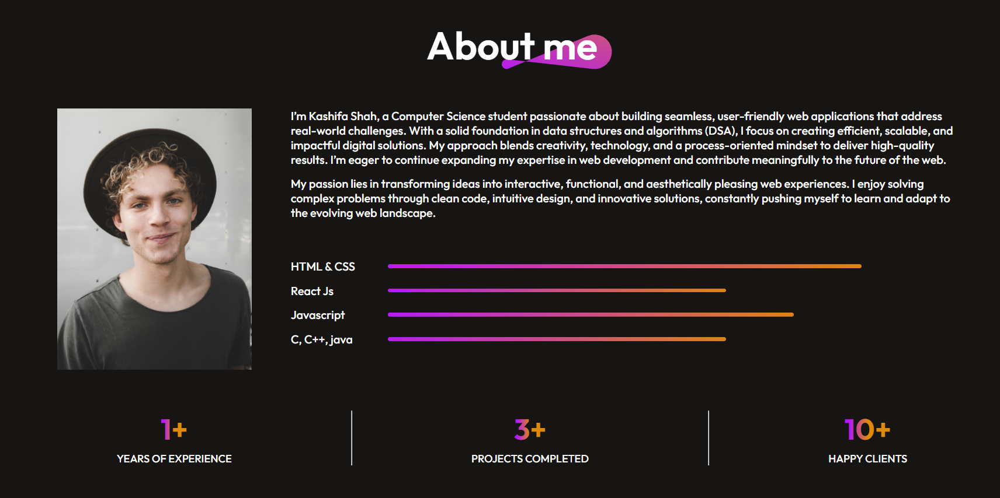 About me
I’m Kashifa Shah, a Computer Science student passionate about building seamless, user-friendly web applications that address
real-world challenges. With a solid foundation in data structures and algorithms (DSA), I focus on creating efficient, scalable, and
impactful digital solutions. My approach blends creativity, technology, and a process-oriented mindset to deliver high-quality
results. I’m eager to continue expanding my expertise in web development and contribute meaningfully to the future of the web.
My passion lies in transforming ideas into interactive, functional, and aesthetically pleasing web experiences. I enjoy solving
complex problems through clean code, intuitive design, and innovative solutions, constantly pushing myself to learn and adapt to
the evolving web landscape.
HTML & CSS
React Js
Javascript
C, C++, java
1+
YEARS OF EXPERIENCE
3+
PROJECTS COMPLETED
10+
HAPPY CLIENTS